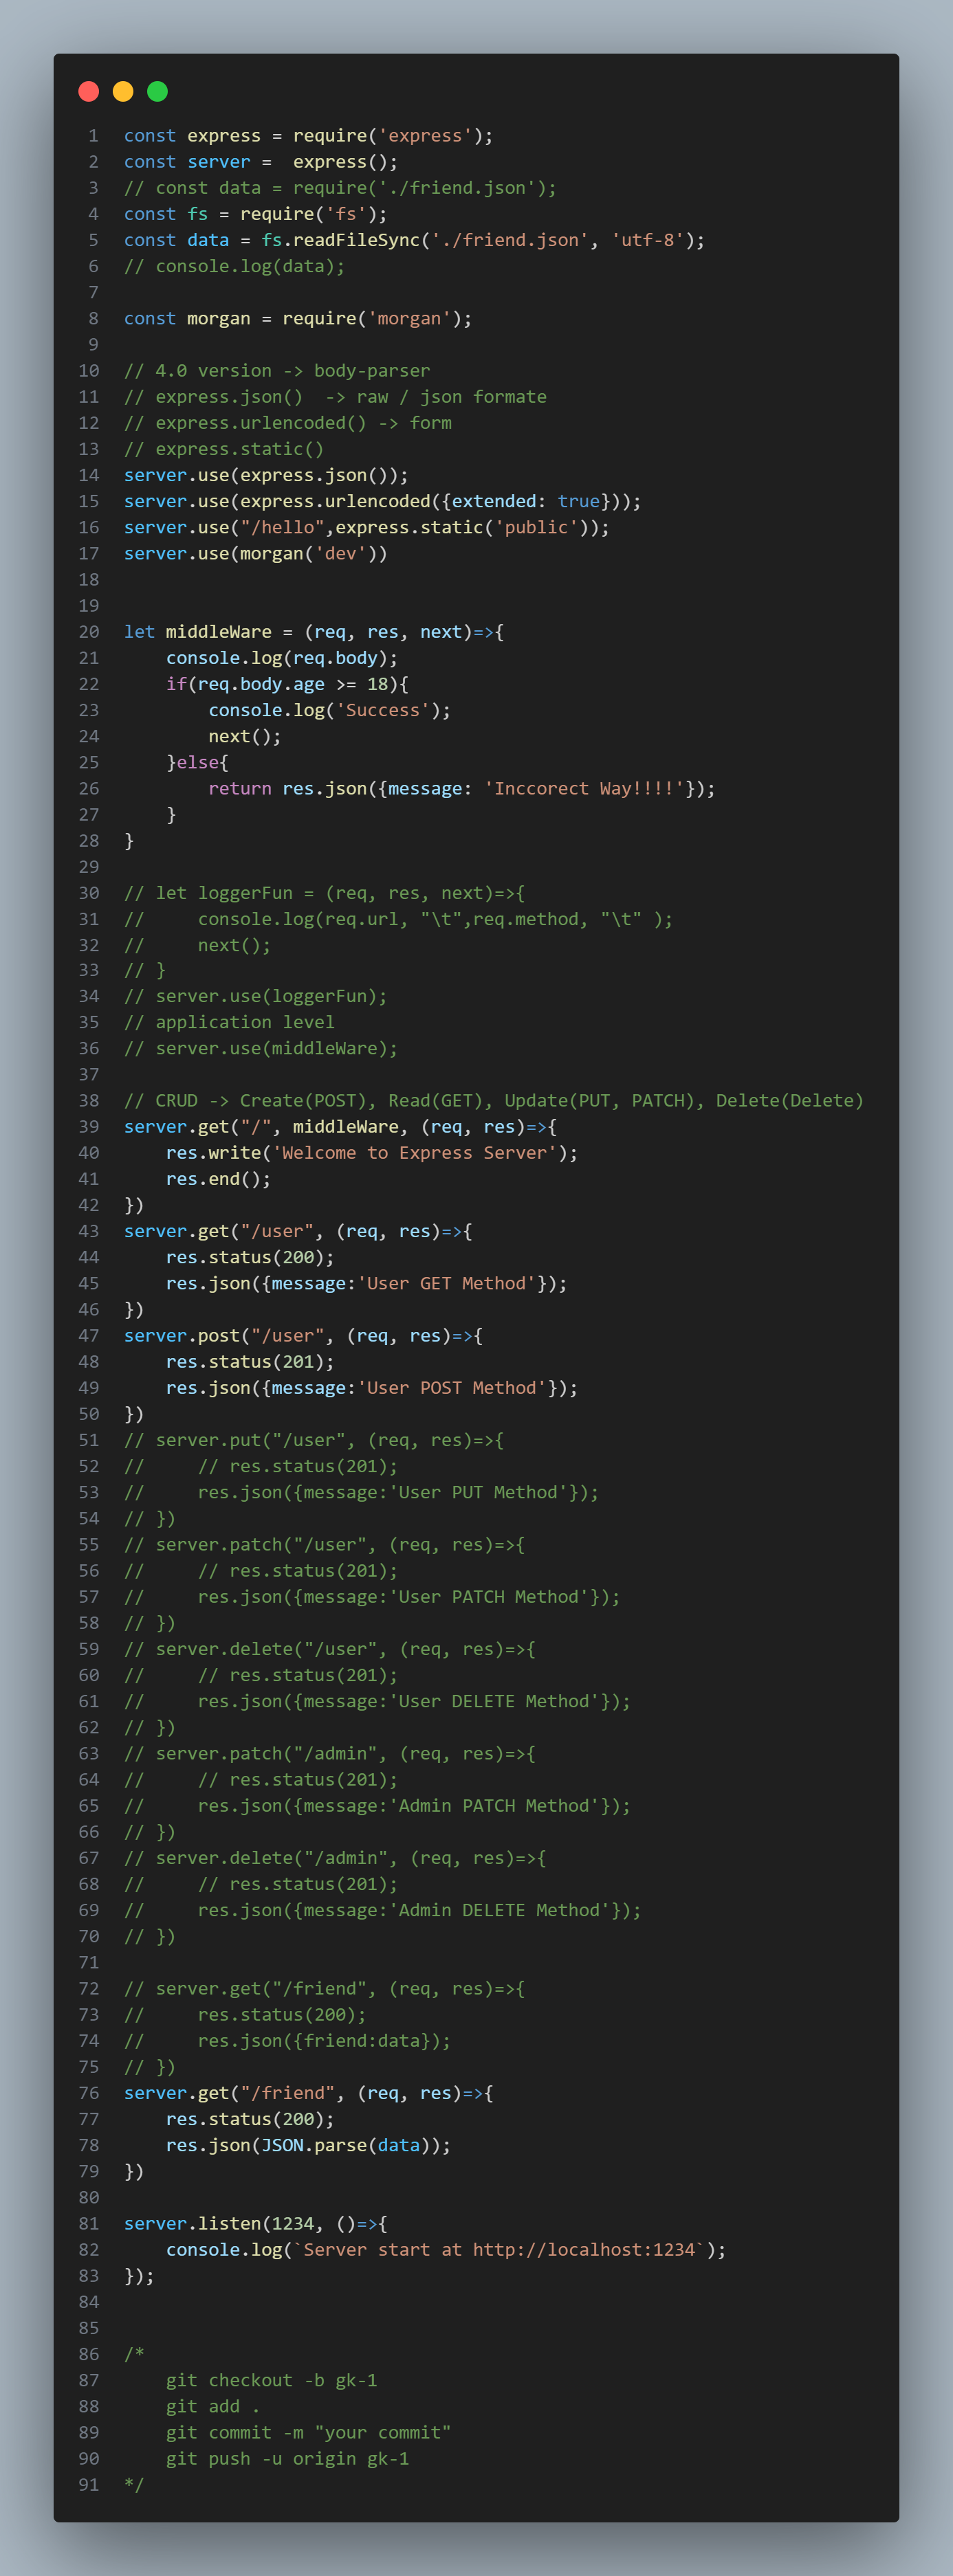 1 const express = require('express');
2 const server =  express();
3 // const data = require('./friend.json');
4 const fs = require('fs');
5 const data = fs.readFileSync('./friend.json', 'utf-8');
6 // console.log(data);
7
8 const morgan = require('morgan');
9
10 // 4.0 version -> body-parser
11 // express.json()  -> raw / json formate
12 // express.urlencoded() -> form
13 // express.static()
14 server.use(express.json());
15 server.use(express.urlencoded({extended: true}));
16 server.use("/hello",express.static('public'));
17 server.use(morgan('dev'))
18
19
20 let middleWare = (req, res, next)=>{
21     console.log(req.body);
22     if(req.body.age >= 18){
23         console.log('Success');
24         next();
25     }else{
26         return res.json({message: 'Inccorect Way!!!!'});
27     }
28 }
29
30 // let loggerFun = (req, res, next)=>{
31 //     console.log(req.url, "\t",req.method, "\t" );
32 //     next();
33 // }
34 // server.use(loggerFun);
35 // application level
36 // server.use(middleWare);
37
38 // CRUD -> Create(POST), Read(GET), Update(PUT, PATCH), Delete(Delete)
39 server.get("/", middleWare, (req, res)=>{
40     res.write('Welcome to Express Server');
41     res.end();
42 })
43 server.get("/user", (req, res)=>{
44     res.status(200);
45     res.json({message:'User GET Method'});
46 })
47 server.post("/user", (req, res)=>{
48     res.status(201);
49     res.json({message:'User POST Method'});
50 })
51 // server.put("/user", (req, res)=>{
52 //     // res.status(201);
53 //     res.json({message:'User PUT Method'});
54 // })
55 // server.patch("/user", (req, res)=>{
56 //     // res.status(201);
57 //     res.json({message:'User PATCH Method'});
58 // })
59 // server.delete("/user", (req, res)=>{
60 //     // res.status(201);
61 //     res.json({message:'User DELETE Method'});
62 // })
63 // server.patch("/admin", (req, res)=>{
64 //     // res.status(201);
65 //     res.json({message:'Admin PATCH Method'});
66 // })
67 // server.delete("/admin", (req, res)=>{
68 //     // res.status(201);
69 //     res.json({message:'Admin DELETE Method'});
70 // })
71
72 // server.get("/friend", (req, res)=>{
73 //     res.status(200);
74 //     res.json({friend:data});
75 // })
76 server.get("/friend", (req, res)=>{
77     res.status(200);
78     res.json(JSON.parse(data));
79 })
80
81 server.listen(1234, ()=>{
82     console.log(`Server start at http://localhost:1234`);
83 });
84
85
86 /*
87     git checkout -b gk-1
88     git add .
89     git commit -m "your commit"
90     git push -u origin gk-1
91 */